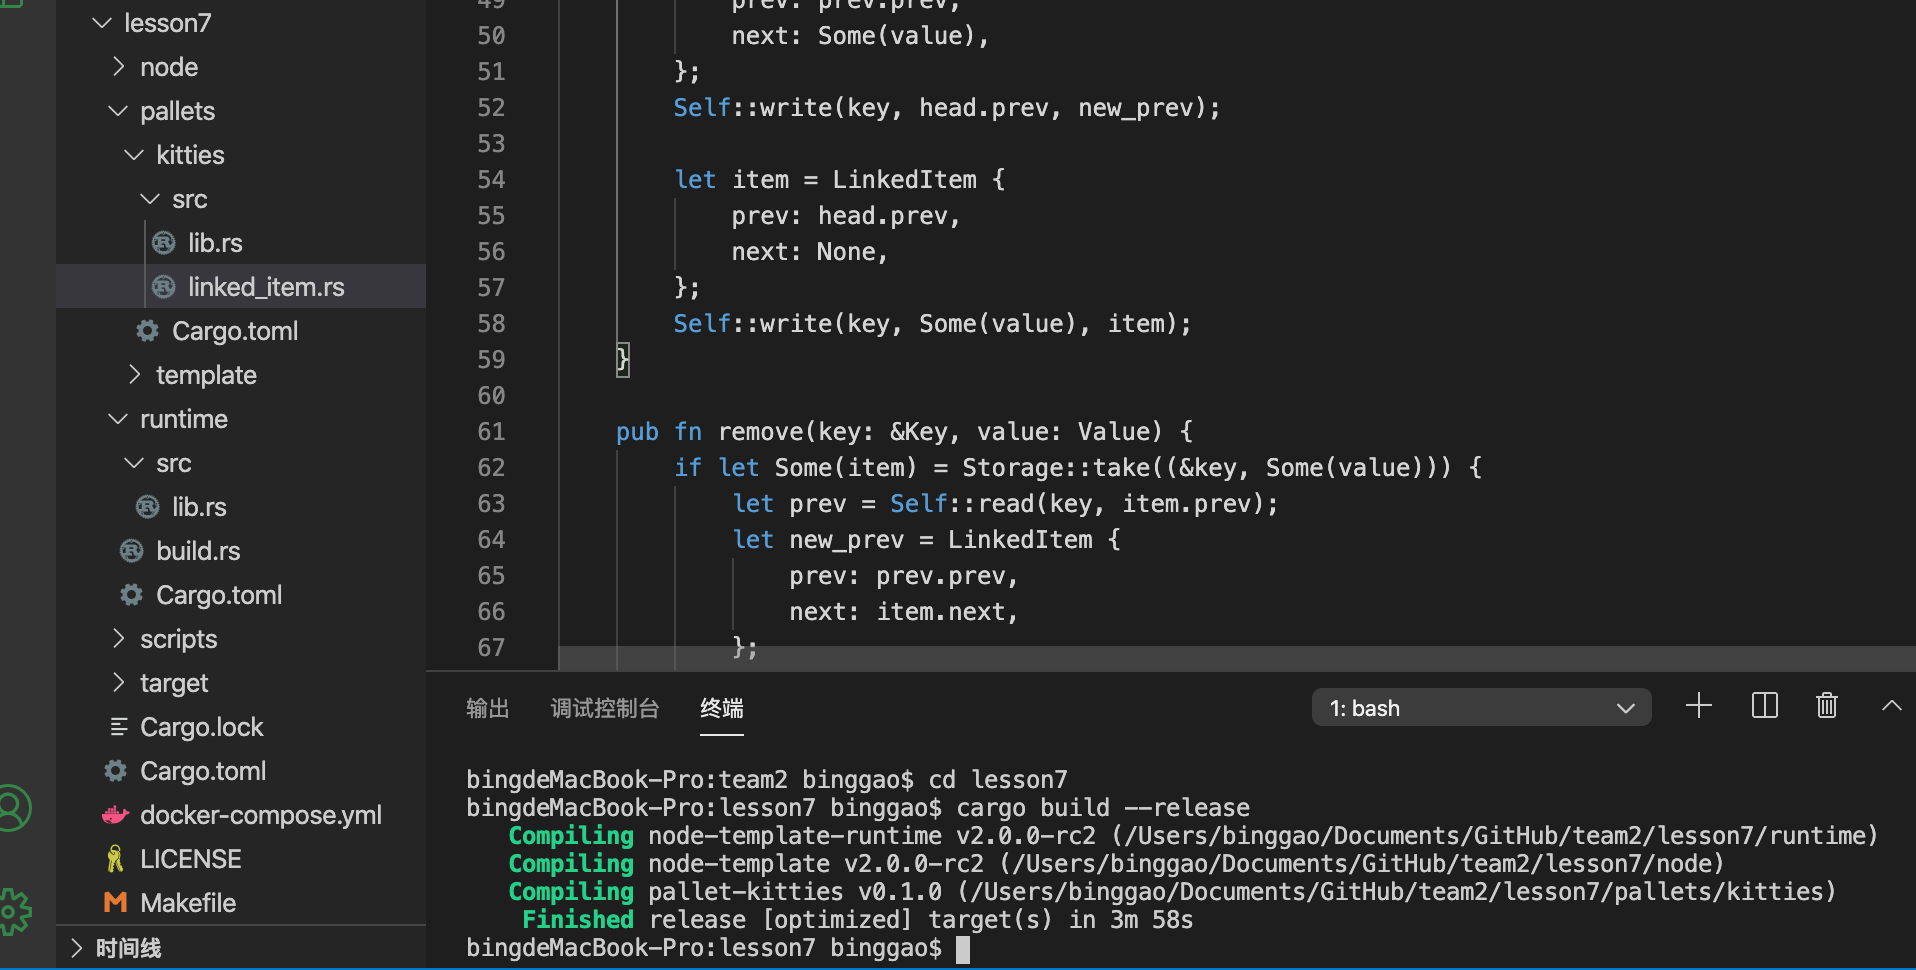 lesson7
node
pallets
kitties
src
lib.rs
linked_item.rs
Cargo.toml
template
runtime
src
lib.rs
build.rs
Cargo.toml
scripts
target
Cargo.lock
Cargo.toml
docker-compose.yml
LICENSE
Makefile
时间线
49 prev: prev.prev,
50 next: Some(value),
51 };
52 Self::write(key, head.prev, new_prev);
53
54 let item = LinkedItem {
55 prev: head.prev,
56 next: None,
57 };
58 Self::write(key, Some(value), item);
59 }
60
61 pub fn remove(key: &Key, value: Value) {
62 if let Some(item) = Storage::take((&key, Some(value))) {
63 let prev = Self::read(key, item.prev);
64 let new_prev = LinkedItem {
65 prev: prev.prev,
66 next: item.next,
67 };
输出 调试控制台 终端 1: bash
bingdeMacBook-Pro:team2 binggao$ cd lesson7
bingdeMacBook-Pro:lesson7 binggao$ cargo build --release
Compiling node-template-runtime v2.0.0-rc2 (/Users/binggao/Documents/GitHub/team2/lesson7/runtime)
Compiling node-template v2.0.0-rc2 (/Users/binggao/Documents/GitHub/team2/lesson7/node)
Compiling pallet-kitties v0.1.0 (/Users/binggao/Documents/GitHub/team2/lesson7/pallets/kitties)
Finished release [optimized] target(s) in 3m 58s
bingdeMacBook-Pro:lesson7 binggao$